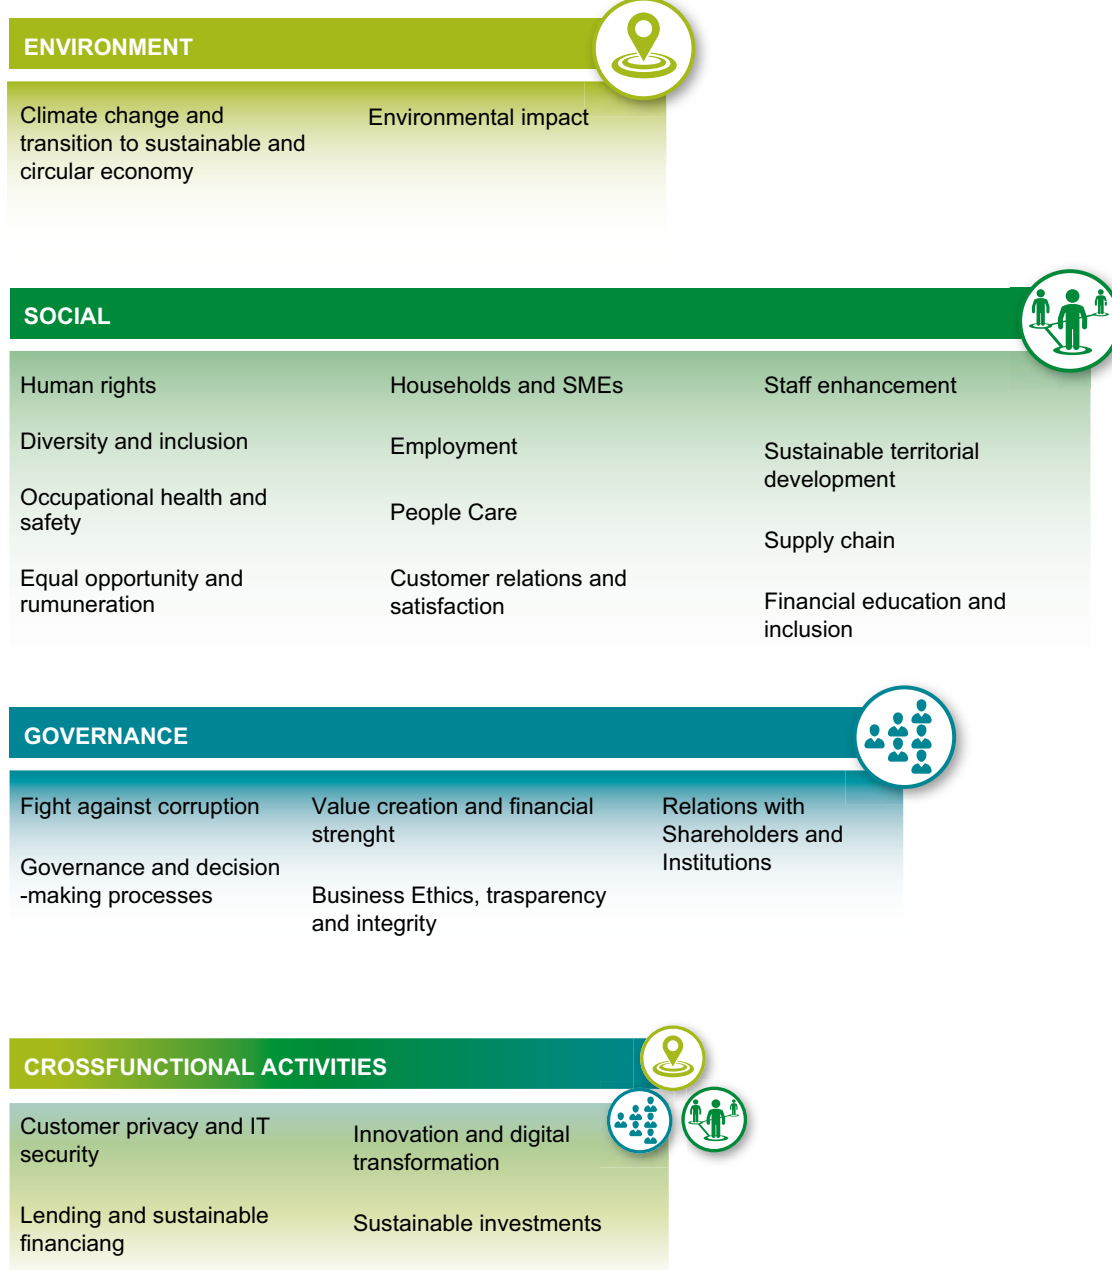 ENVIRONMENT
Climate change and
transition to sustainable and
circular economy
Environmental impact
SOCIAL
Human rights
Diversity and inclusion
Occupational health and
safety
Equal opportunity and
rumuneration
Households and SMEs
Employment
People Care
Customer relations and
satisfaction
Staff enhancement
Sustainable territorial
development
Supply chain
Financial education and
inclusion
GOVERNANCE
Fight against corruption
Governance and decision
-making processes
Value creation and financial
strenght
Business Ethics, trasparency
and integrity
Relations with
Shareholders and
Institutions
CROSSFUNCTIONAL ACTIVITIES
Customer privacy and IT
security
Lending and sustainable
financiang
Innovation and digital
transformation
Sustainable investments